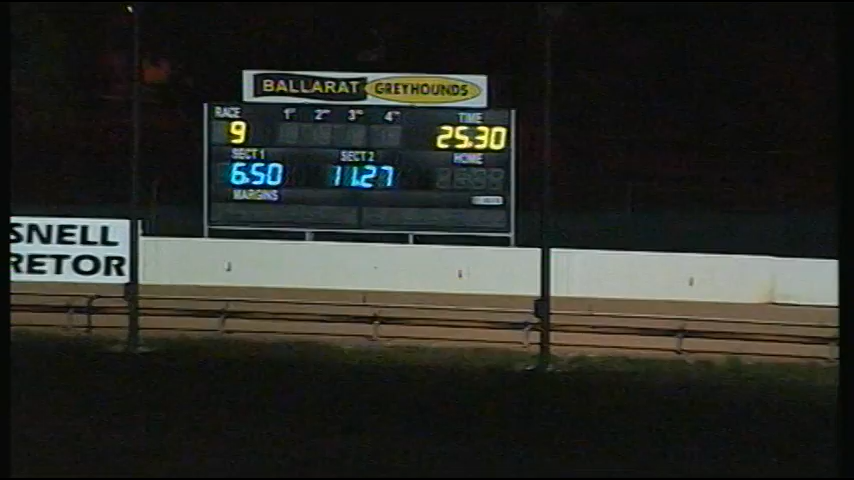 BALLARAT GREYHOUNDS
RACE 1ST 2ND 3RD 4TH TIME
9 25.30
SECT 1 SECT 2 HOME
6.50 11.27
MARGINS
SNELL
RETOR